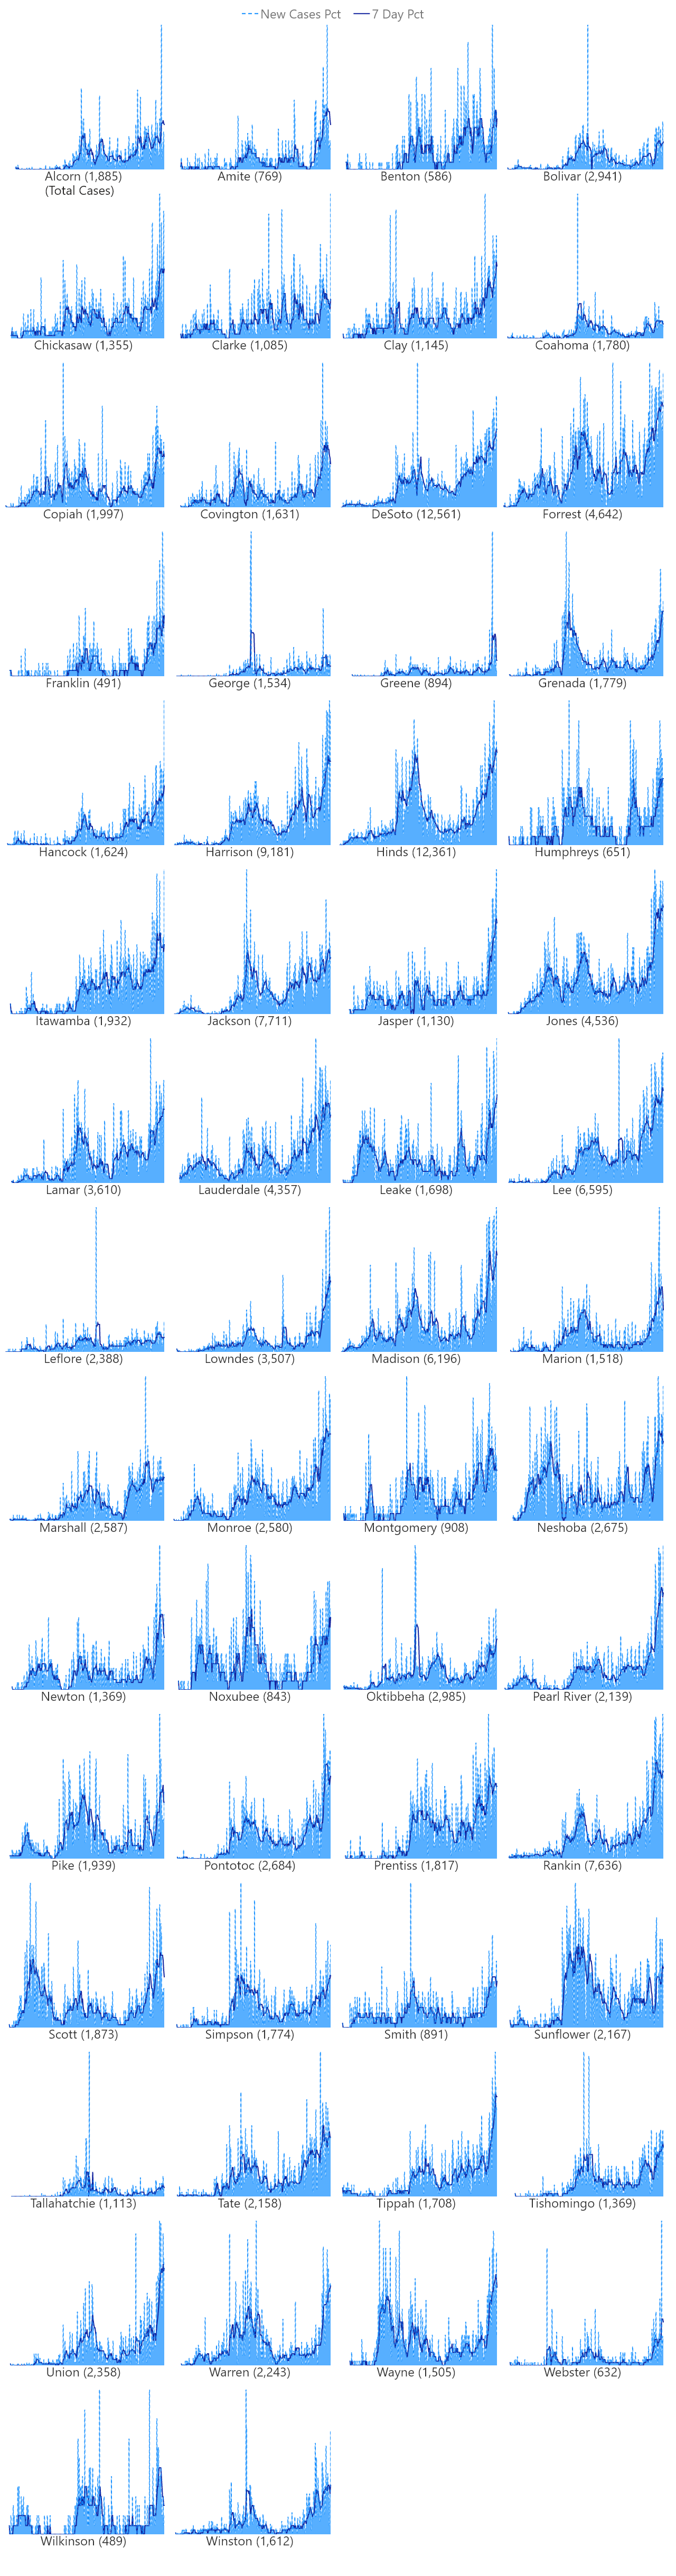 New Cases Pct 7 Day Pct
Alcorn (1,885) Amite (769) Benton (586) Bolivar (2,941)
(Total Cases)
Chickasaw (1,355) Clarke (1,085) Clay (1,145) Coahoma (1,780)
Copiah (1,997) Covington (1,631) DeSoto (12,561) Forrest (4,642)
Franklin (491) George (1,534) Greene (894) Grenada (1,779)
Hancock (1,624) Harrison (9,181) Hinds (12,361) Humphreys (651)
Itawamba (1,932) Jackson (7,711) Jasper (1,130) Jones (4,536)
Lamar (3,610) Lauderdale (4,357) Leake (1,698) Lee (6,595)
Leflore (2,388) Lowndes (3,507) Madison (6,196) Marion (1,518)
Marshall (2,587) Monroe (2,580) Montgomery (908) Neshoba (2,675)
Newton (1,369) Noxubee (843) Oktibbeha (2,985) Pearl River (2,139)
Pike (1,939) Pontotoc (2,684) Prentiss (1,817) Rankin (7,636)
Scott (1,873) Simpson (1,774) Smith (891) Sunflower (2,167)
Tallahatchie (1,113) Tate (2,158) Tippah (1,708) Tishomingo (1,369)
Union (2,358) Warren (2,243) Wayne (1,505) Webster (632)
Wilkinson (489) Winston (1,612)